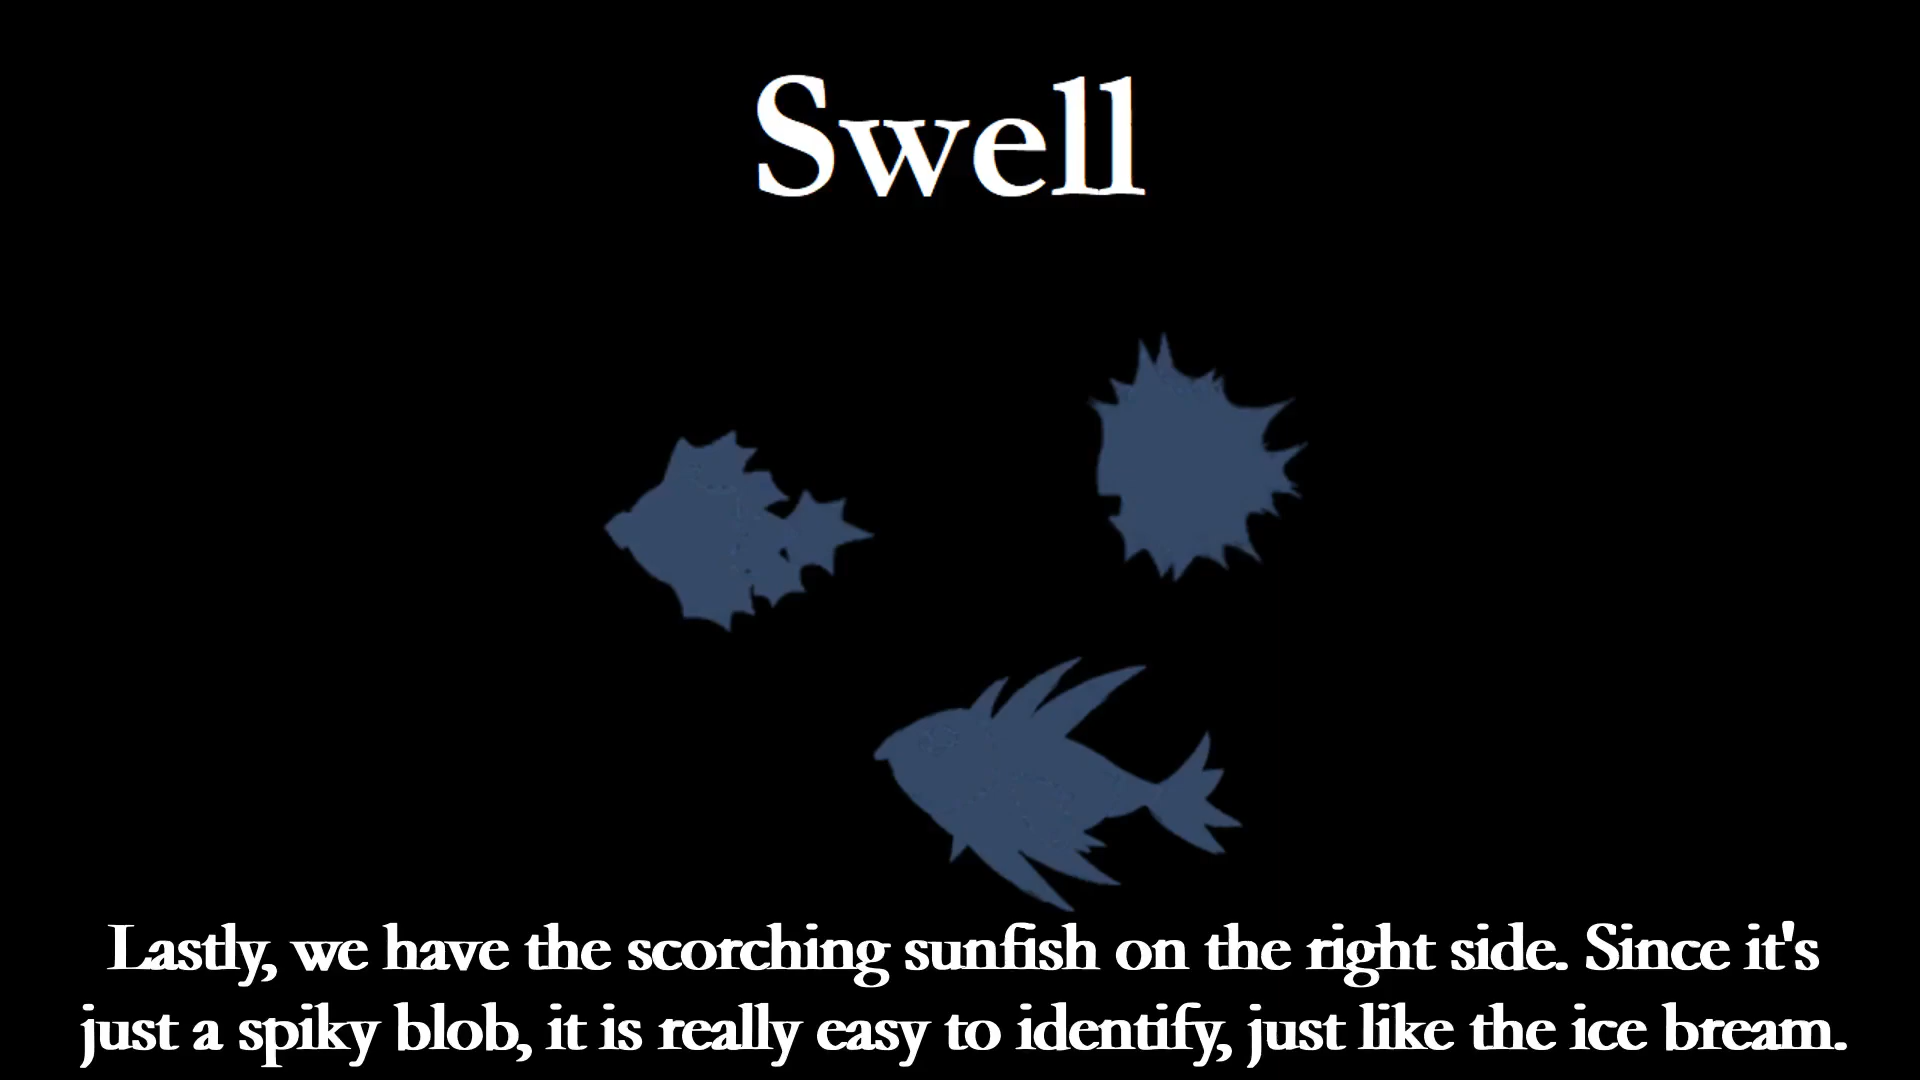 Swell
Lastly, we have the scorching sunfish on the right side. Since it's
just a spiky blob, it is really easy to identify, just like the ice bream.